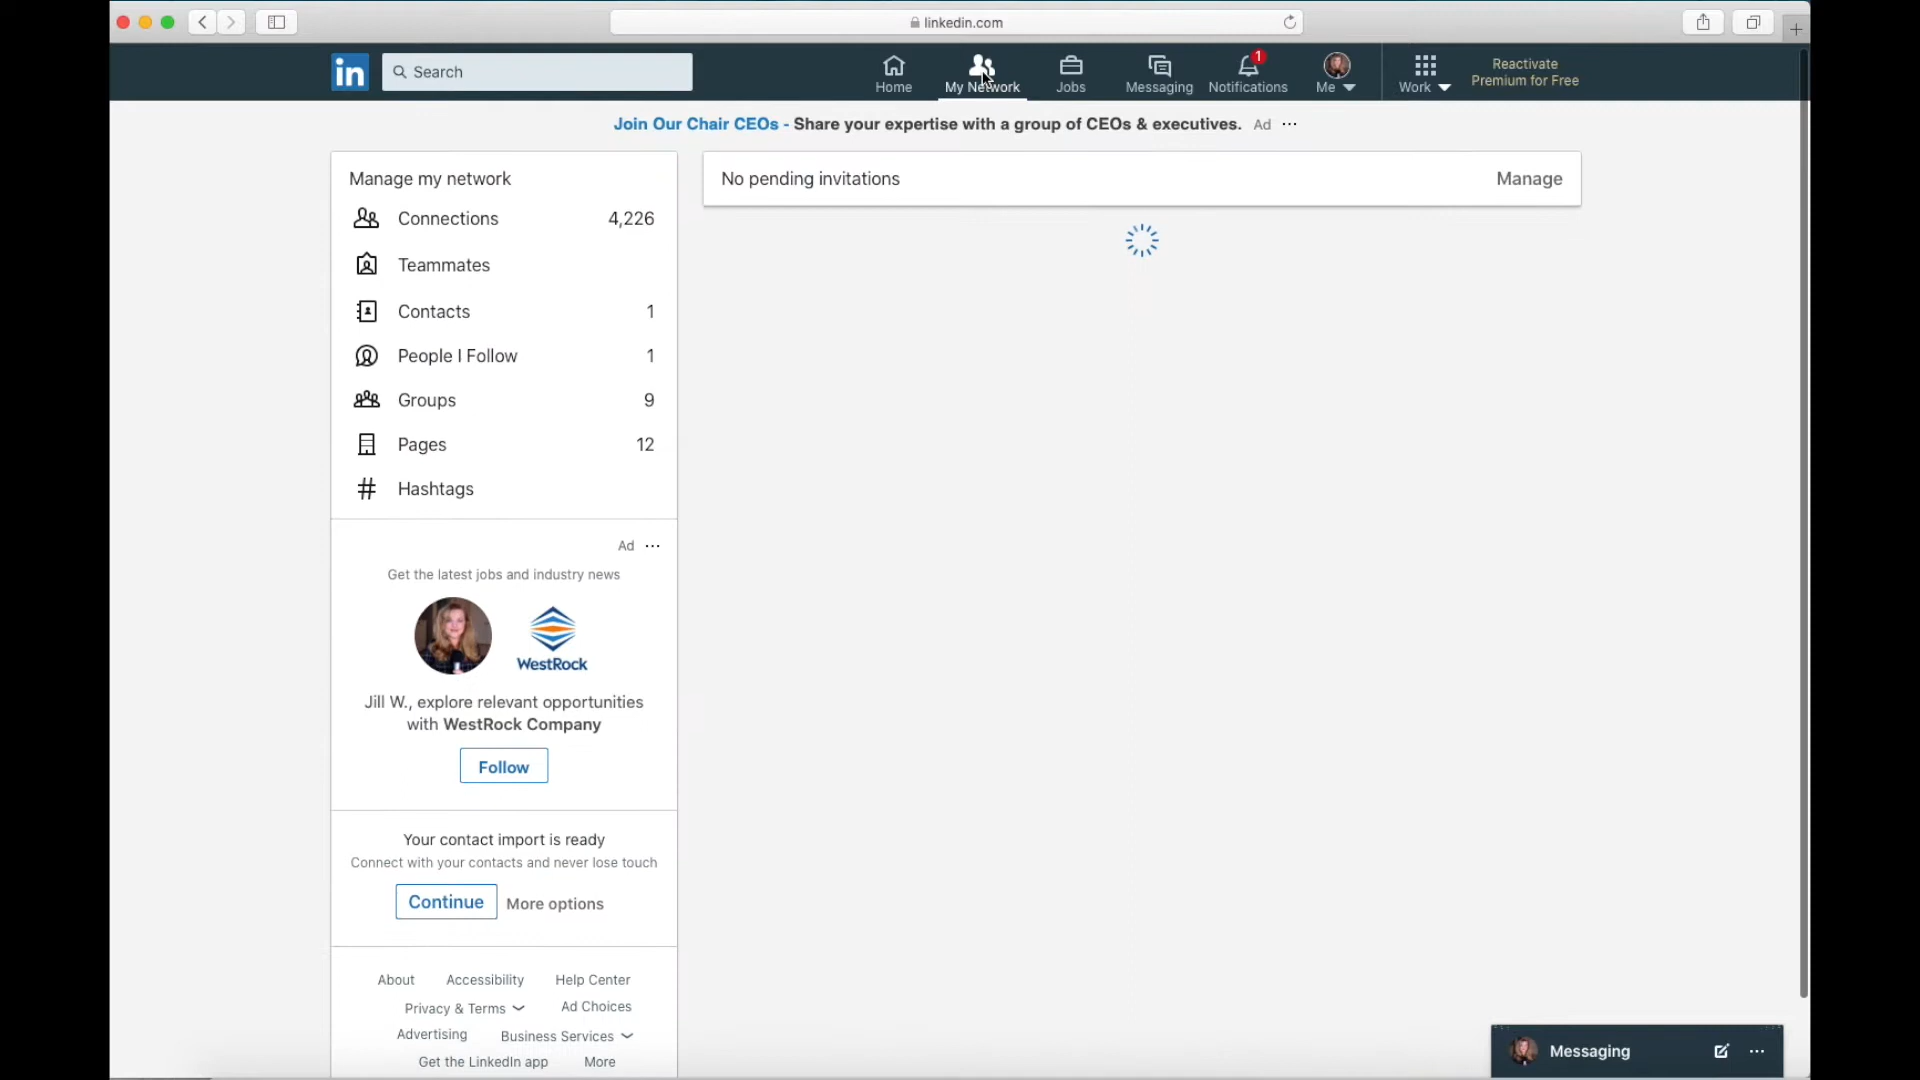 linkedin.com
in
Search
Home
My Network
Jobs
Messaging
1
Notifications
Me
Work
Reactivate
Premium for Free
Join Our Chair CEOs - Share your expertise with a group of CEOs & executives. Ad ...
Manage my network
Connections 4,226
Teammates
Contacts 1
People I Follow 1
Groups 9
Pages 12
# Hashtags
Ad ...
Get the latest jobs and industry news
WestRock
Jill W., explore relevant opportunities
with WestRock Company
Follow
Your contact import is ready
Connect with your contacts and never lose touch
Continue More options
About Accessibility Help Center
Privacy & Terms Ad Choices
Advertising Business Services
Get the LinkedIn app More
No pending invitations Manage
Messaging ...